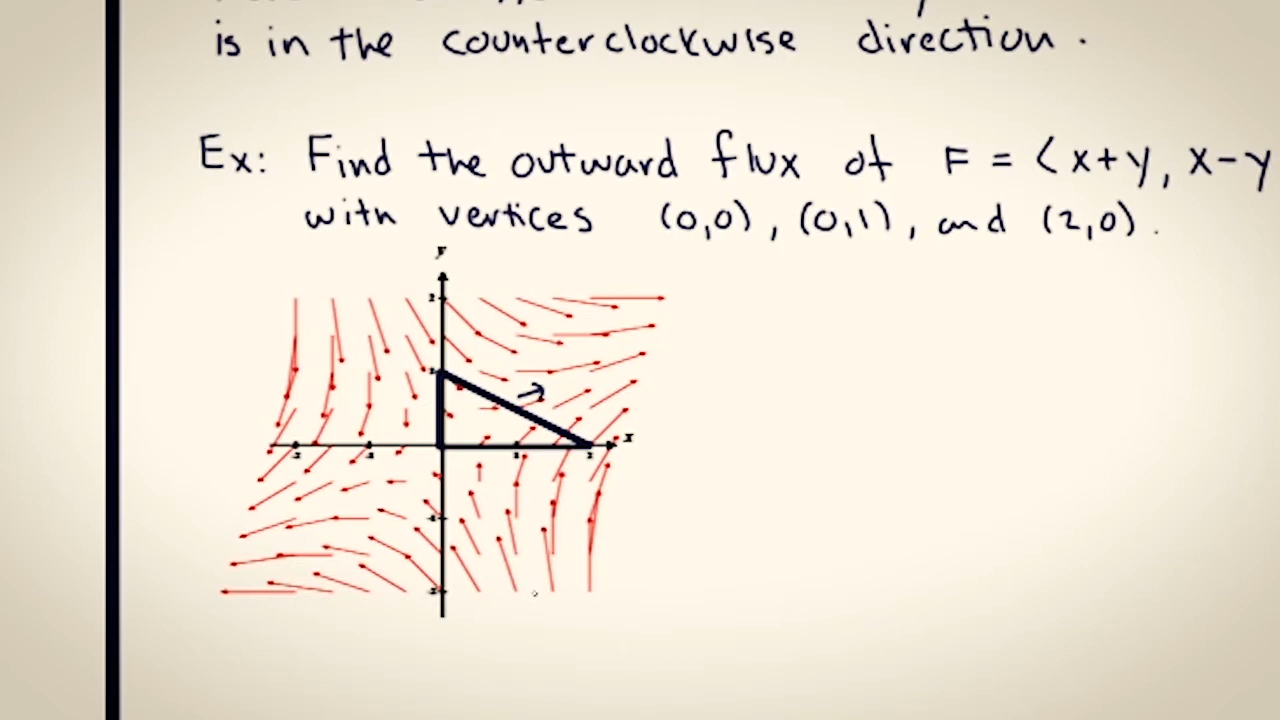 is in the counterclockwise direction.
Ex: Find the outward flux of F = ⟨x+y, x-y
with vertices (0,0), (0,1), and (2,0).
y
2
x